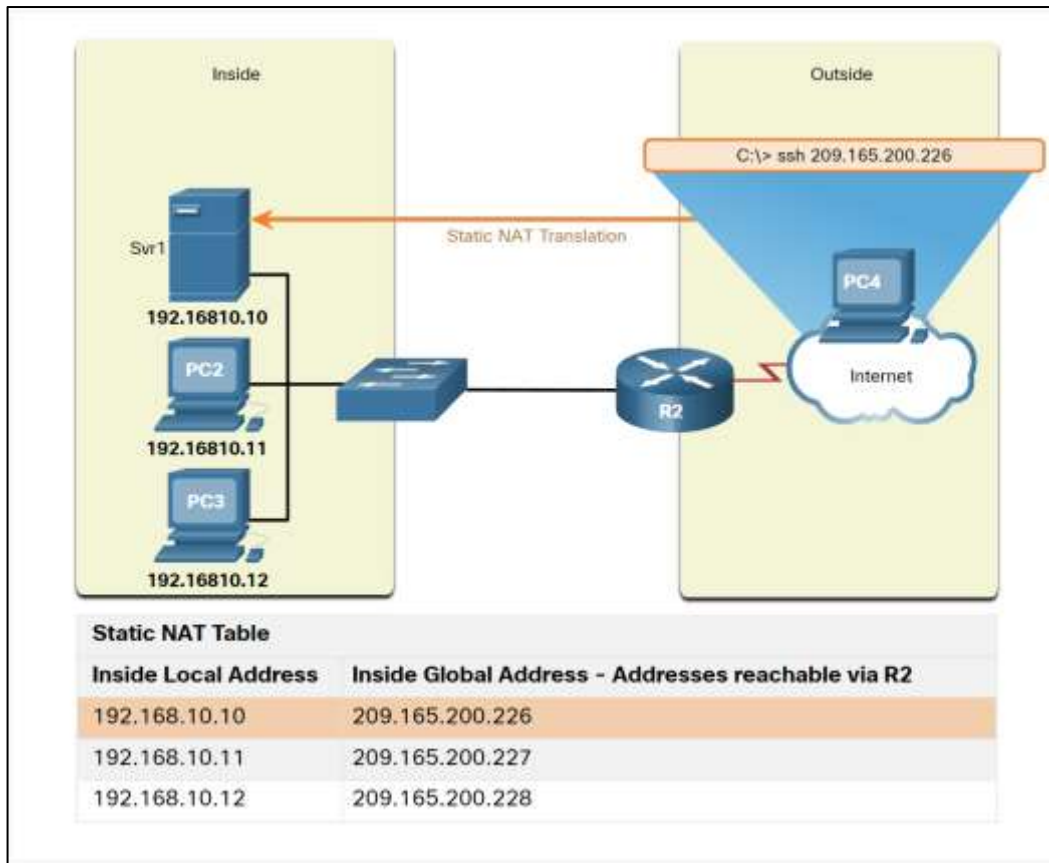 Inside
Outside
C:\> ssh 209.165.200.226
Static NAT Translation
Svr1
192.16810.10
PC4
PC2
Internet
R2
192.16810.11
PC3
192.16810.12
Static NAT Table
Inside Local Address Inside Global Address - Addresses reachable via R2
192.168.10.10 209.165.200.226
192.168.10.11 209.165.200.227
192.168.10.12 209.165.200.228